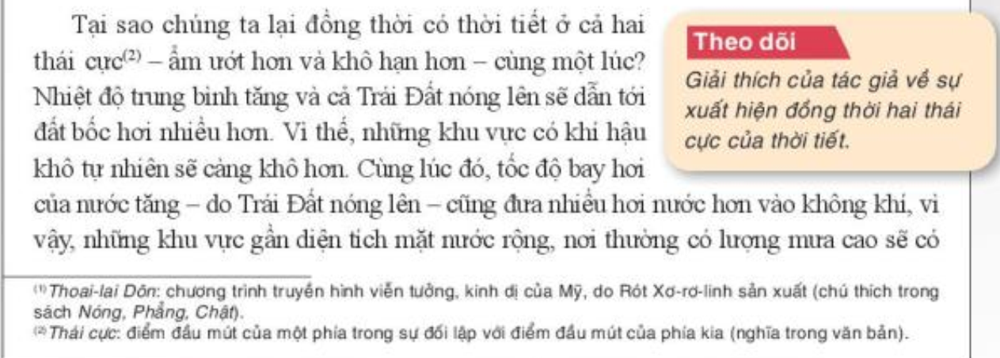 Tại sao chúng ta lại đồng thời có thời tiết ở cả hai
thái cực⁽²⁾ – ẩm ướt hơn và khô hạn hơn – cùng một lúc?
Nhiệt độ trung bình tăng và cả Trái Đất nóng lên sẽ dẫn tới
đất bốc hơi nhiều hơn. Vì thế, những khu vực có khí hậu
khô tự nhiên sẽ càng khô hơn. Cùng lúc đó, tốc độ bay hơi
của nước tăng – do Trái Đất nóng lên – cũng đưa nhiều hơi nước hơn vào không khí, vì
vậy, những khu vực gần diện tích mặt nước rộng, nơi thường có lượng mưa cao sẽ có
Theo dõi
Giải thích của tác giả về sự
xuất hiện đồng thời hai thái
cực của thời tiết.
⁽¹⁾ Thoai-lai Dôn: chương trình truyền hình viễn tưởng, kinh dị của Mỹ, do Rót Xơ-rơ-linh sản xuất (chú thích trong
sách Nóng, Phẳng, Chật).
⁽²⁾ Thái cực: điểm đầu mút của một phía trong sự đối lập với điểm đầu mút của phía kia (nghĩa trong văn bản).